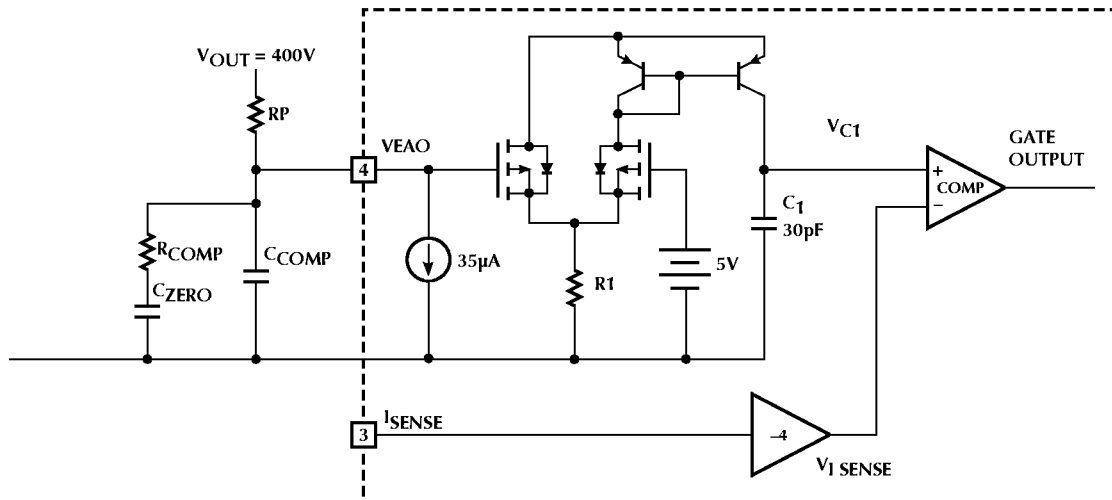 VOUT = 400V
RP
VEAO
4
VC1
GATE
OUTPUT
+
COMP
–
C1
30pF
RCOMP
CCOMP
CZERO
35µA
R1
5V
ISENSE
3
–4
VI SENSE